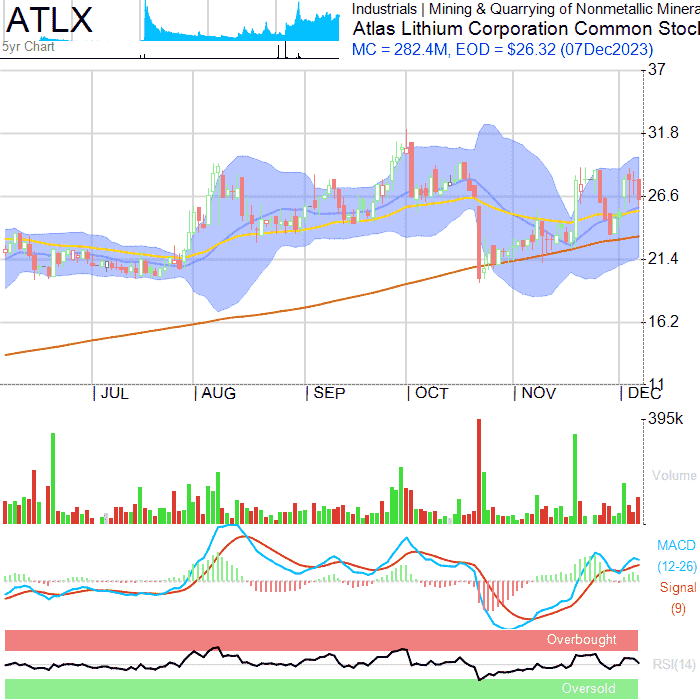 ATLX
5yr Chart
Industrials | Mining & Quarrying of Nonmetallic Minera
Atlas Lithium Corporation Common Stoc
MC = 282.4M, EOD = $26.32 (07Dec2023)
37
31.8
26.6
21.4
16.2
11
JUL AUG SEP OCT NOV DEC
395k
Volume
MACD
(12-26)
Signal
(9)
Overbought
RSI(14)
Oversold